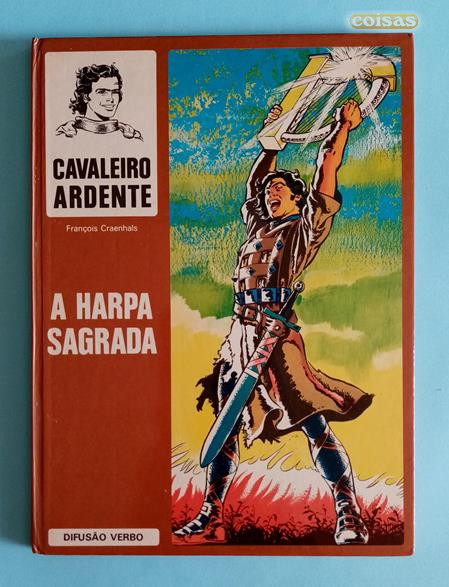 coisas
CAVALEIRO
ARDENTE
François Craenhals
A HARPA
SAGRADA
DIFUSÃO VERBO